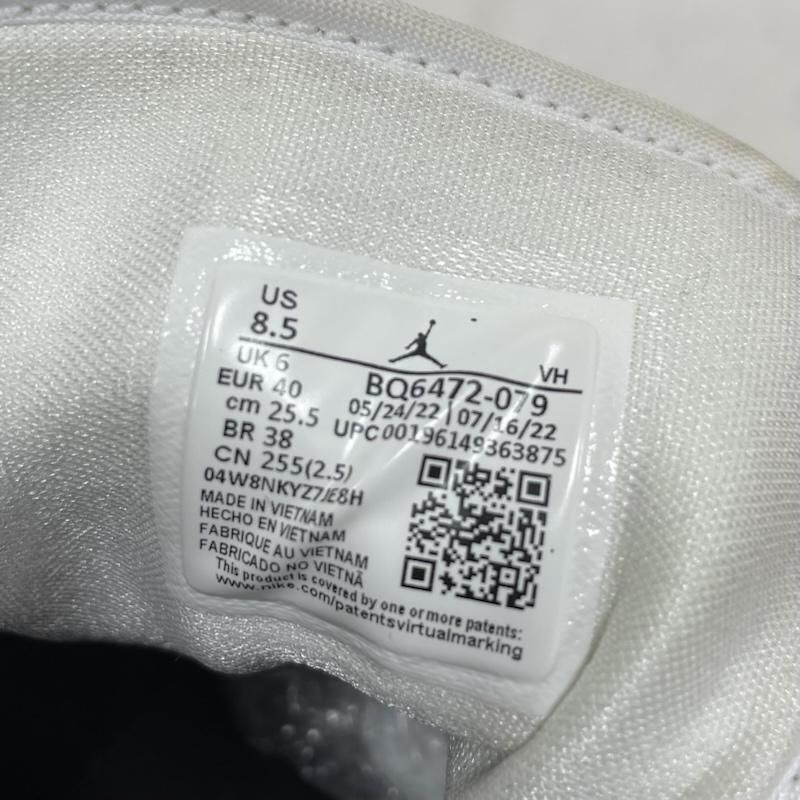 US
8.5
VH
UK 6
BQ6472-079
EUR 40
05/24/22 | 07/16/22
cm 25.5
UPC00196149363875
BR 38
CN 255(2.5)
04W8NKYZ7JE8H
MADE IN VIETNAM
HECHO EN VIETNAM
FABRIQUE AU VIETNAM
FABRICADO NO VIETNÃ
This product is covered by one or more patents:
www.nike.com/patentsvirtualmarking